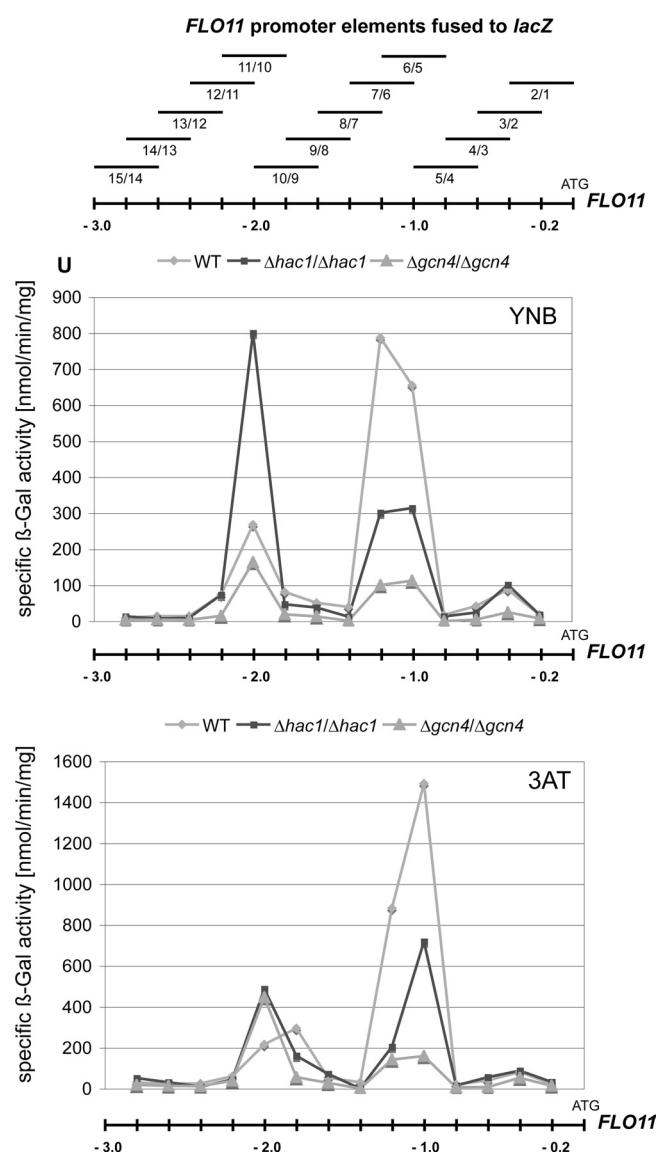 FLO11 promoter elements fused to lacZ
11/10 6/5
12/11 7/6 2/1
13/12 8/7 3/2
14/13 9/8 4/3
15/14 10/9 5/4
ATG
FLO11
- 3.0 - 2.0 - 1.0 - 0.2
U
WT Δhac1/Δhac1 Δgcn4/Δgcn4
YNB
specific ß-Gal activity [nmol/min/mg]
900
800
700
600
500
400
300
200
100
0
ATG
FLO11
- 3.0 - 2.0 - 1.0 - 0.2
WT Δhac1/Δhac1 Δgcn4/Δgcn4
3AT
specific ß-Gal activity [nmol/min/mg]
1600
1400
1200
1000
800
600
400
200
0
ATG
FLO11
- 3.0 - 2.0 - 1.0 - 0.2